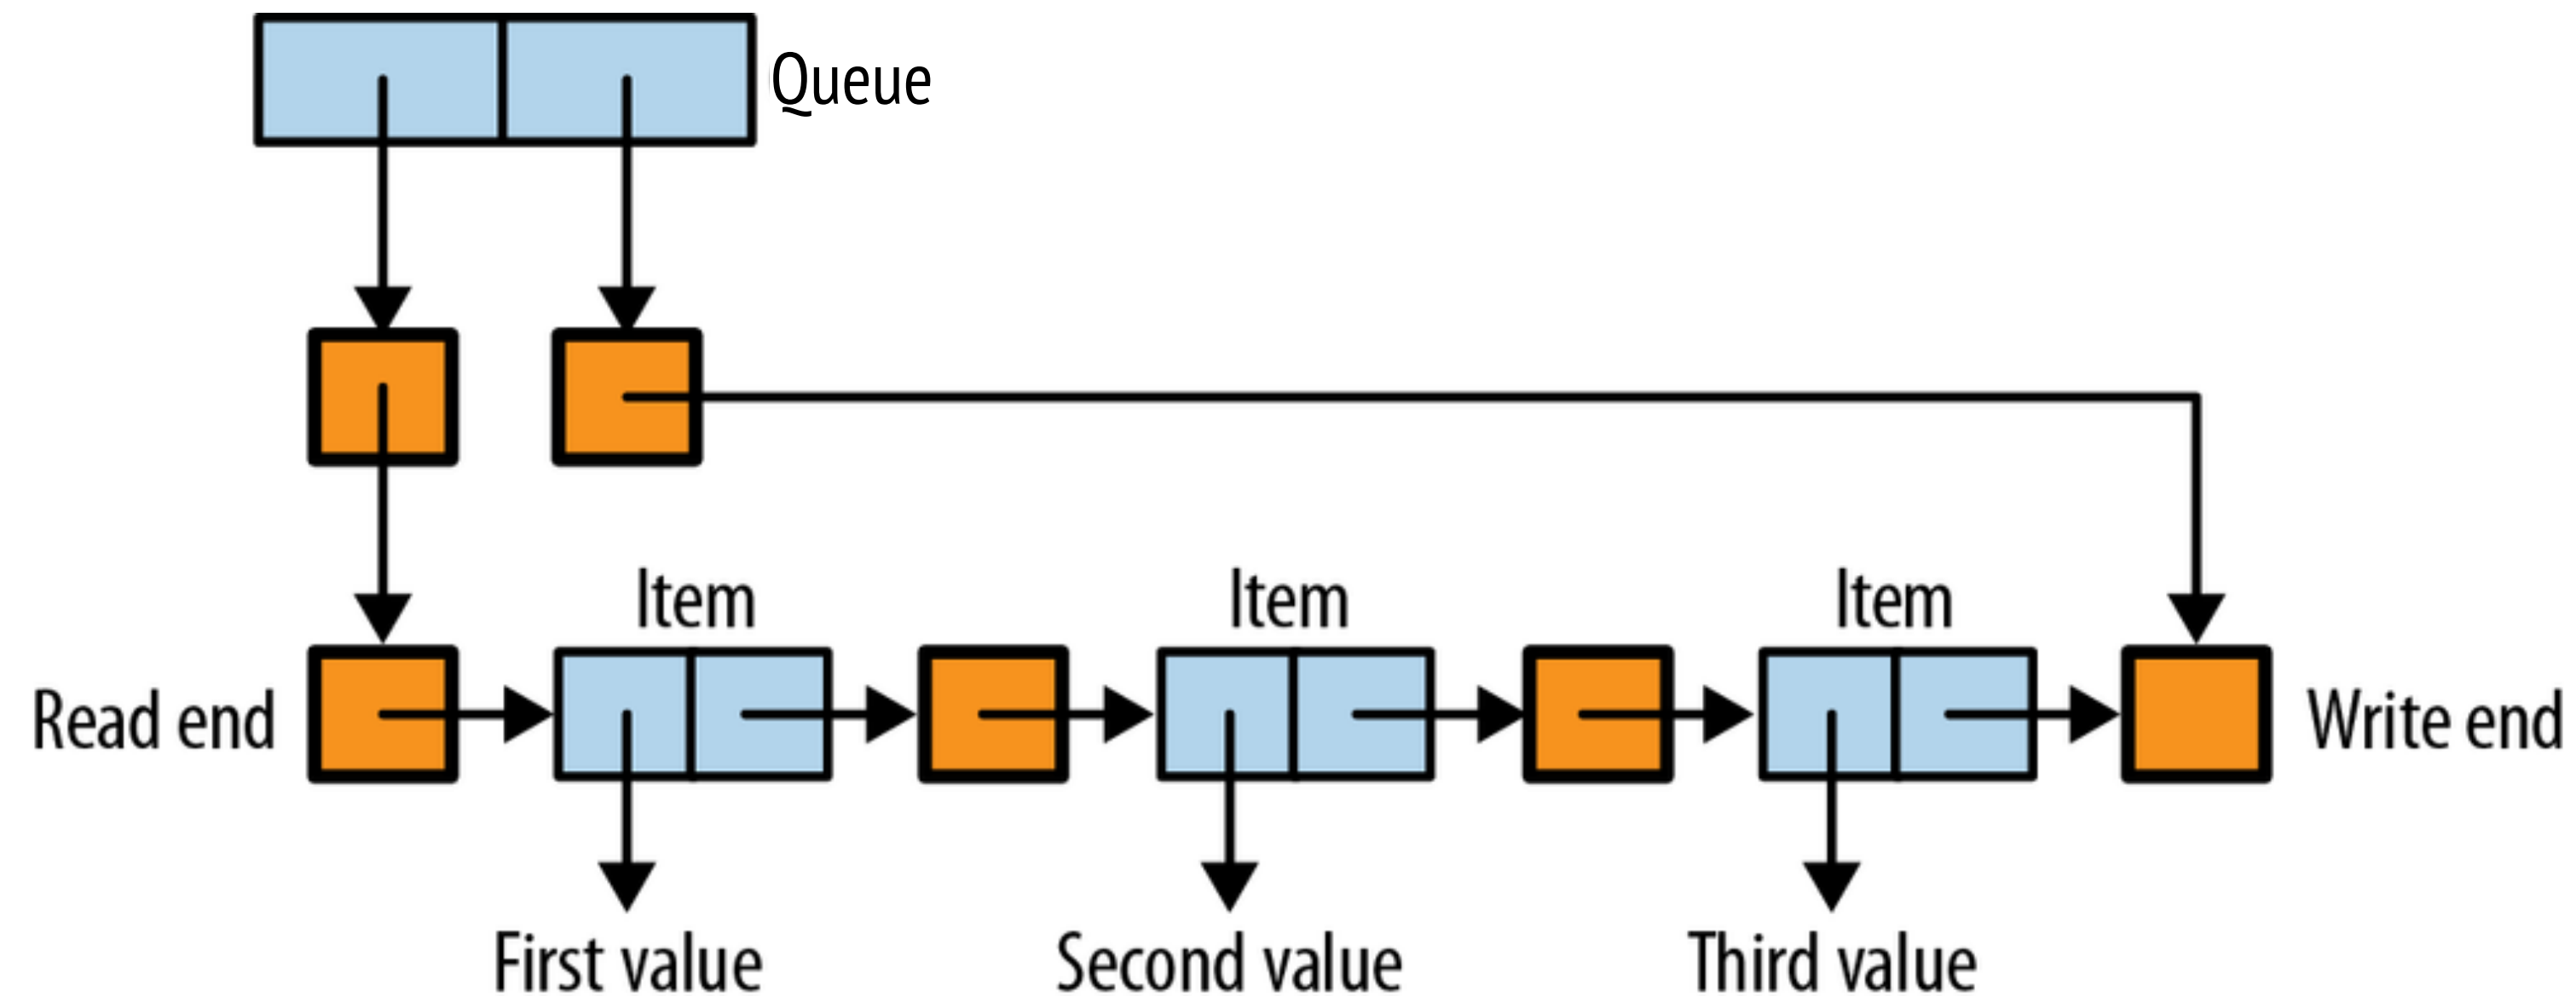 Queue
Item
Item
Item
Read end
Write end
First value
Second value
Third value